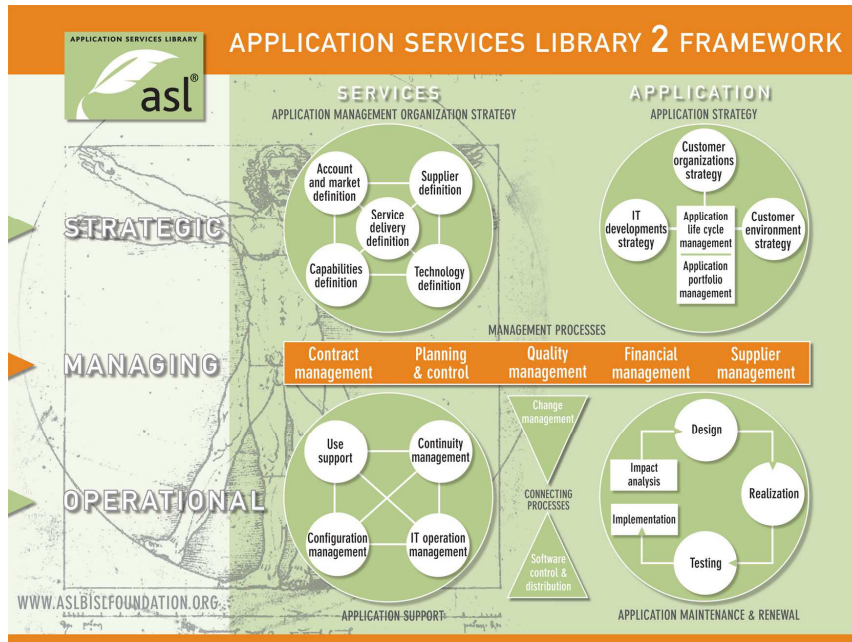 APPLICATION SERVICES LIBRARY
asl®
APPLICATION SERVICES LIBRARY 2 FRAMEWORK
SERVICES
APPLICATION MANAGEMENT ORGANIZATION STRATEGY
APPLICATION
APPLICATION STRATEGY
STRATEGIC
Account
and market
definition
Supplier
definition
Service
delivery
definition
Capabilities
definition
Technology
definition
Customer
organizations
strategy
IT
developments
strategy
Application
life cycle
management
Application
portfolio
management
Customer
environment
strategy
MANAGEMENT PROCESSES
MANAGING
Contract
management
Planning
& control
Quality
management
Financial
management
Supplier
management
OPERATIONAL
Use
support
Continuity
management
Configuration
management
IT operation
management
APPLICATION SUPPORT
Change
management
CONNECTING
PROCESSES
Software
control &
distribution
Design
Impact
analysis
Realization
Implementation
Testing
APPLICATION MAINTENANCE & RENEWAL
WWW.ASLBISLFOUNDATION.ORG